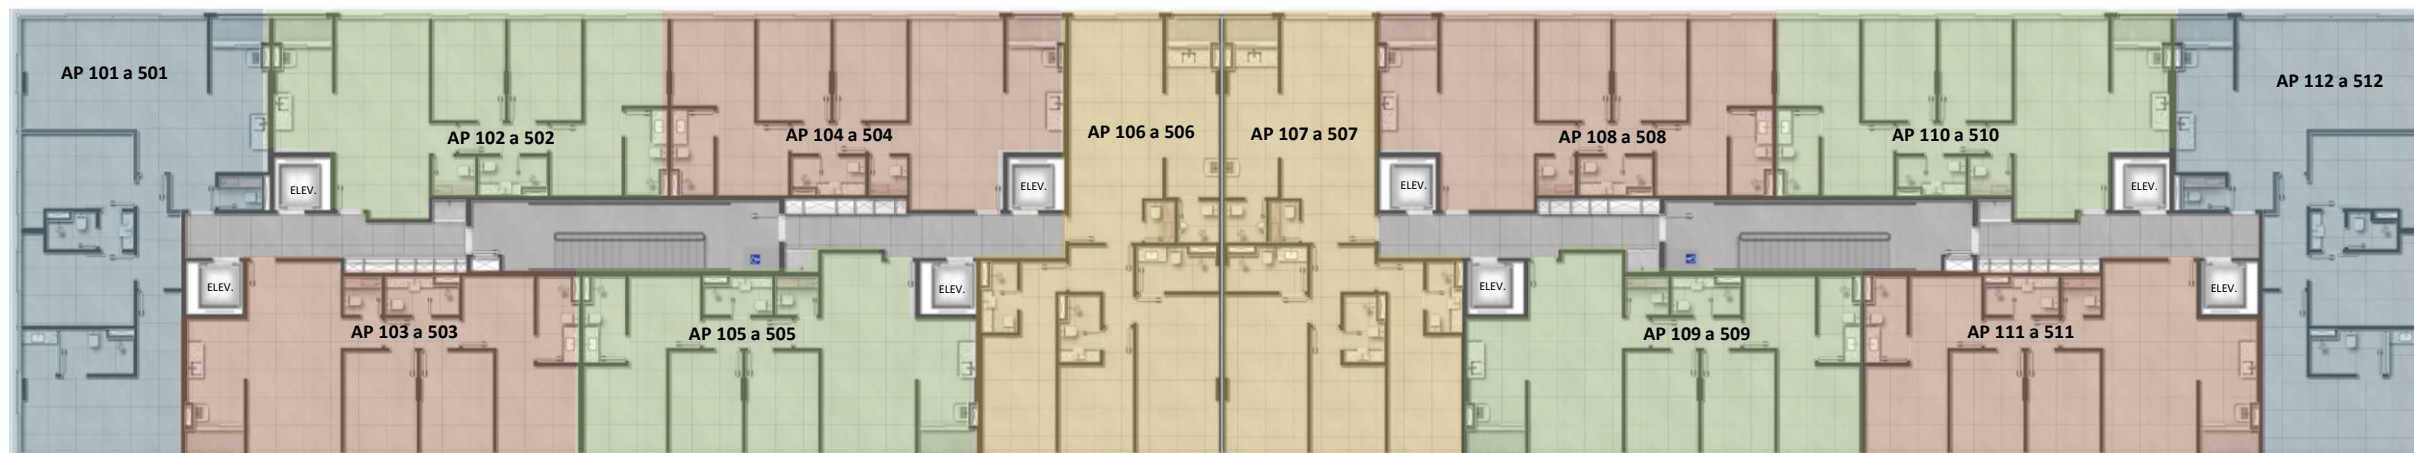 AP 101 a 501
AP 112 a 512
AP 102 a 502
AP 104 a 504
AP 106 a 506
AP 107 a 507
AP 108 a 508
AP 110 a 510
ELEV.
ELEV.
ELEV.
ELEV.
ELEV.
ELEV.
ELEV.
ELEV.
AP 103 a 503
AP 105 a 505
AP 109 a 509
AP 111 a 511